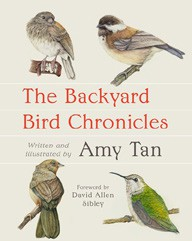 The Backyard
Bird Chronicles
Written and
illustrated by Amy Tan
Foreword by
David Allen
Sibley